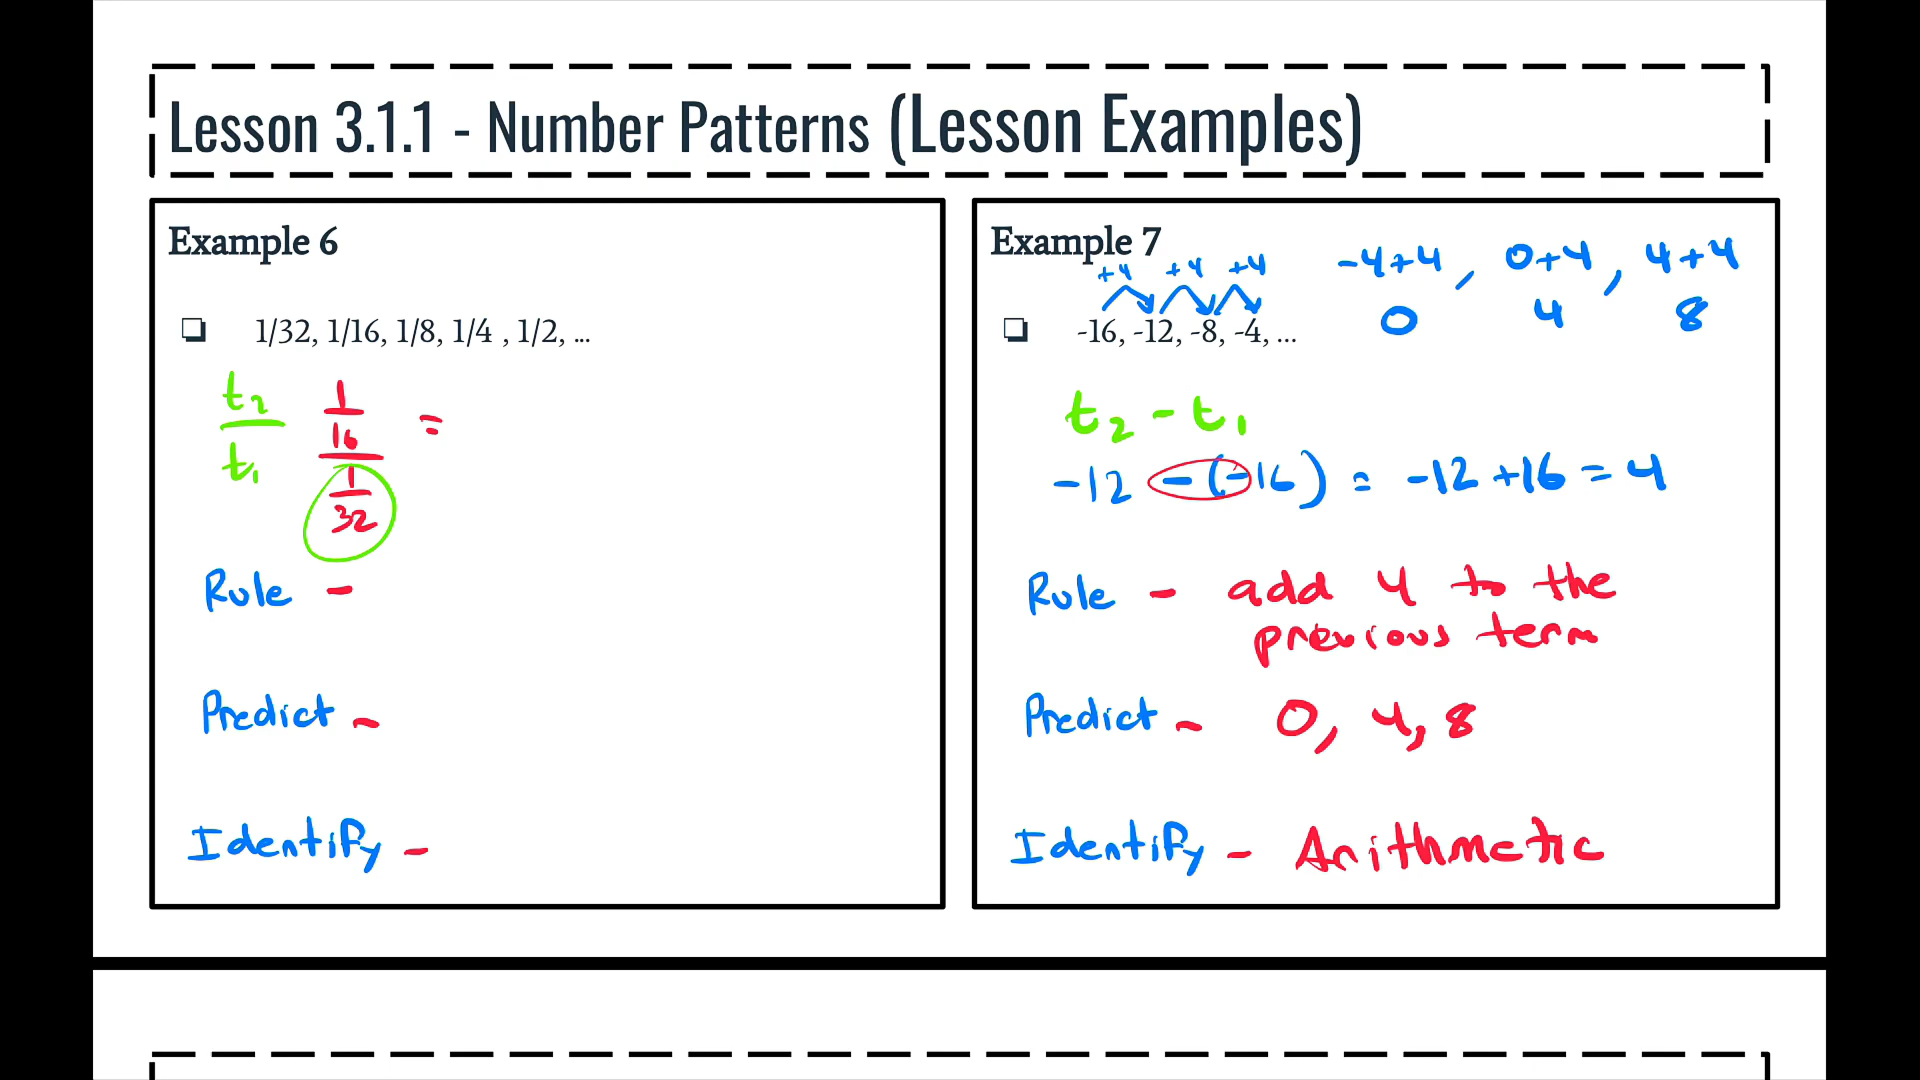 Lesson 3.1.1 - Number Patterns (Lesson Examples)
Example 6
❏ 1/32, 1/16, 1/8, 1/4 , 1/2, ...
t₂/t₁ (1/16)/(1/32) =
Rule -
Predict -
Identify -
Example 7
+4 +4 +4
-4+4, 0+4, 4+4
0 4 8
❏ -16, -12, -8, -4, ...
t₂ - t₁
-12 - (-16) = -12 +16 = 4
Rule - add 4 to the
previous term
Predict - 0, 4, 8
Identify - Arithmetic